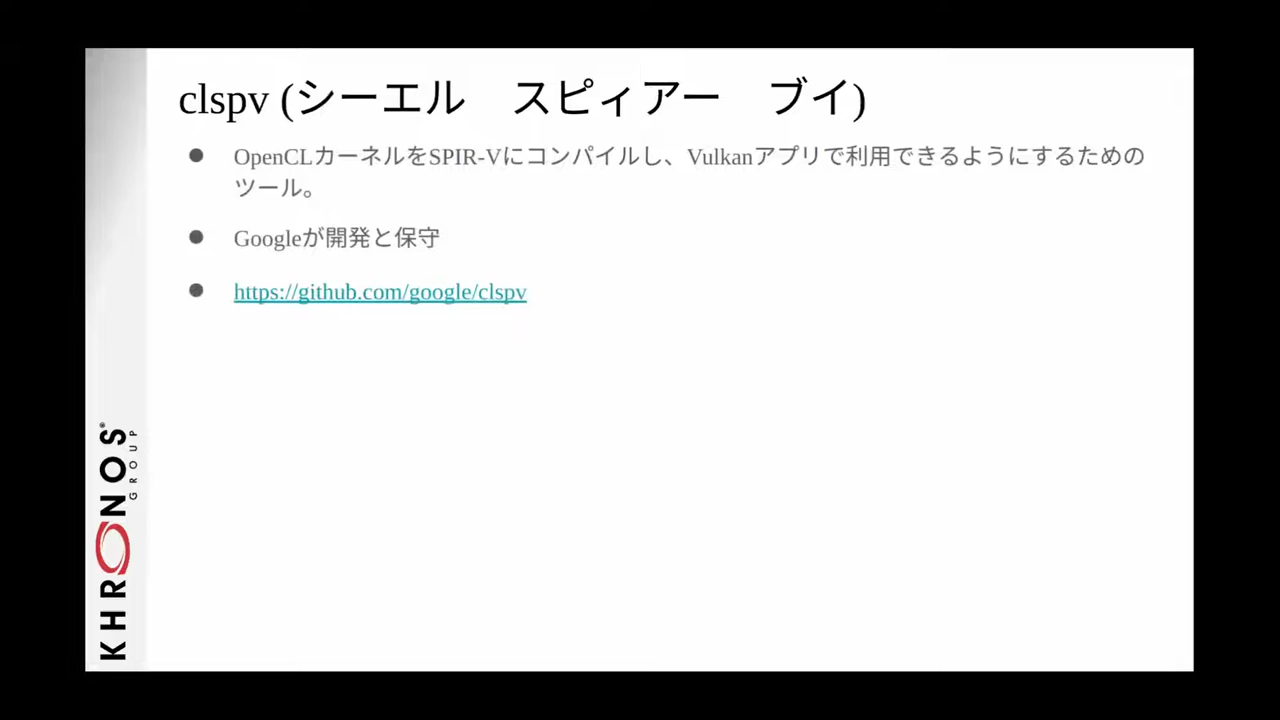 clspv (シーエル　スピィアー　ブイ)
● OpenCLカーネルをSPIR-Vにコンパイルし、Vulkanアプリで利用できるようにするための
ツール。
● Googleが開発と保守
● https://github.com/google/clspv
KHRONOS®
GROUP